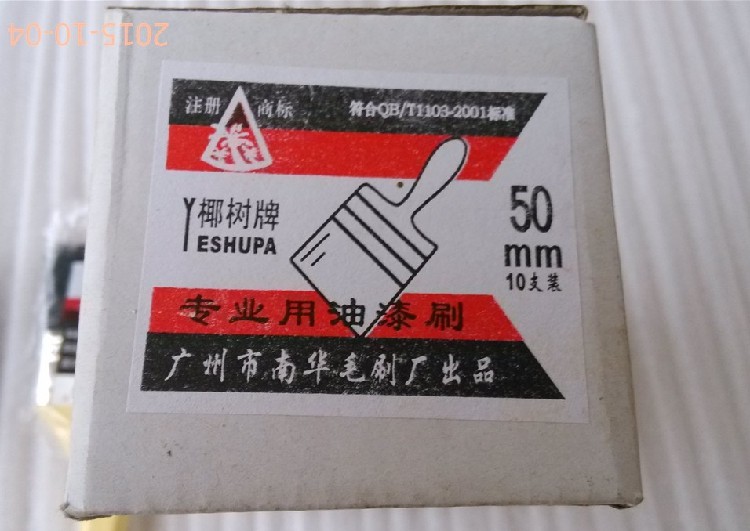 2015-10-04
注册 商标
符合QB/T1103-2001标准
椰树牌
YESHUPA
50
mm
10支装
专业用油漆刷
广州市南华毛刷厂出品